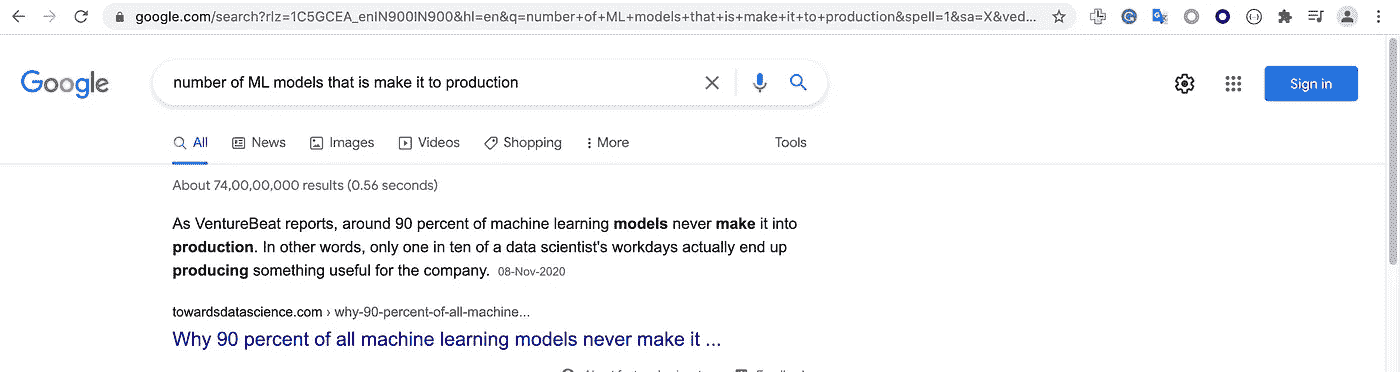 google.com/search?rlz=1C5GCEA_enIN900IN900&hl=en&q=number+of+ML+models+that+is+make+it+to+production&spell=1&sa=X&ved...
Google
number of ML models that is make it to production
Sign in
All News Images Videos Shopping More Tools
About 74,00,00,000 results (0.56 seconds)
As VentureBeat reports, around 90 percent of machine learning models never make it into
production. In other words, only one in ten of a data scientist's workdays actually end up
producing something useful for the company. 08-Nov-2020
towardsdatascience.com › why-90-percent-of-all-machine...
Why 90 percent of all machine learning models never make it ...